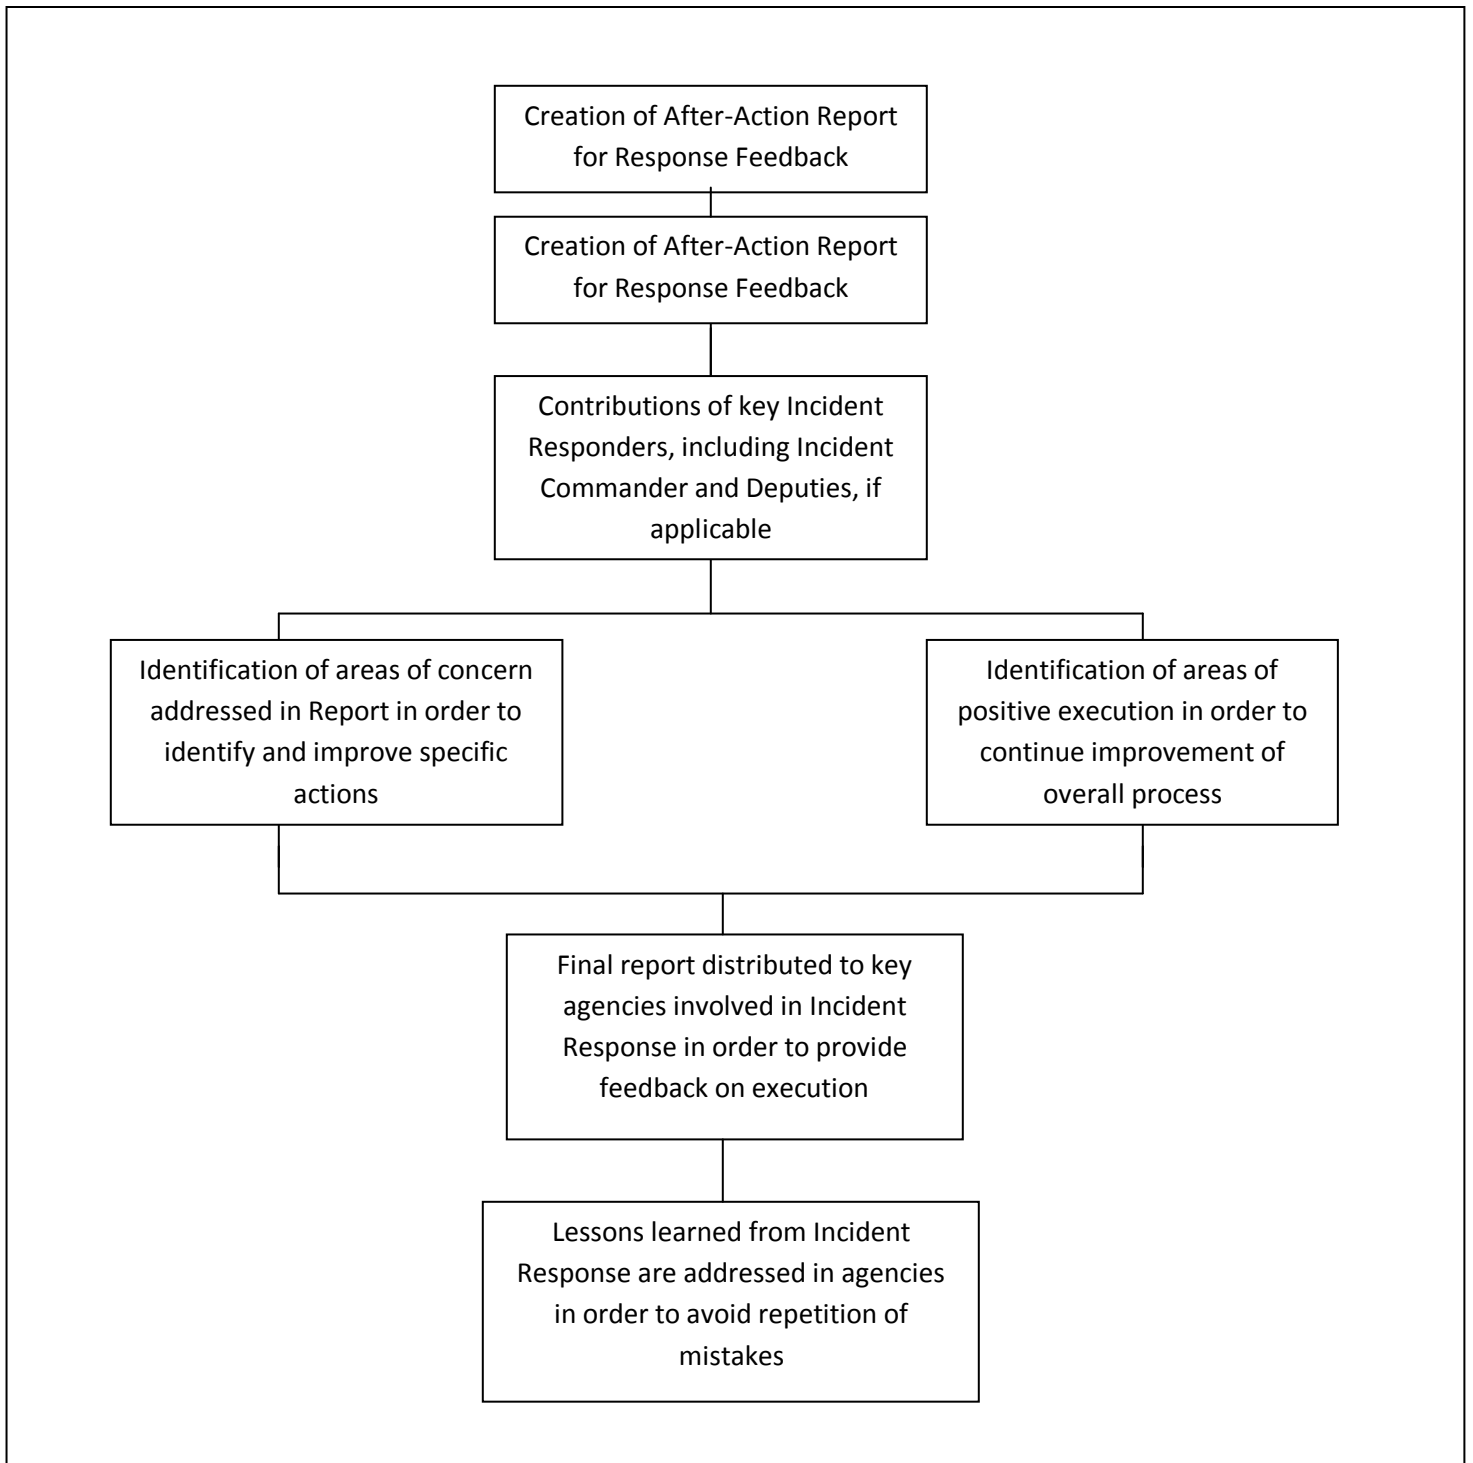 Creation of After-Action Report
for Response Feedback
Creation of After-Action Report
for Response Feedback
Contributions of key Incident
Responders, including Incident
Commander and Deputies, if
applicable
Identification of areas of concern
addressed in Report in order to
identify and improve specific
actions
Identification of areas of
positive execution in order to
continue improvement of
overall process
Final report distributed to key
agencies involved in Incident
Response in order to provide
feedback on execution
Lessons learned from Incident
Response are addressed in agencies
in order to avoid repetition of
mistakes